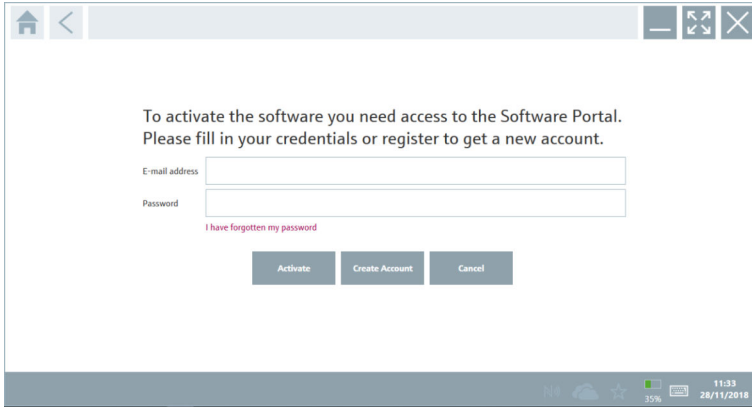 To activate the software you need access to the Software Portal.
Please fill in your credentials or register to get a new account.
E-mail address
Password
I have forgotten my password
Activate
Create Account
Cancel
35%
11:33
28/11/2018